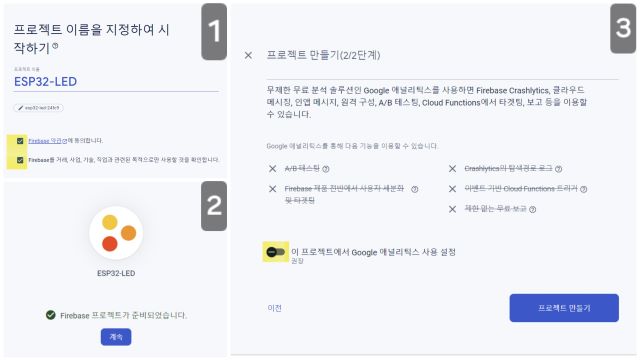 1
프로젝트 이름을 지정하여 시
작하기
프로젝트 이름
ESP32-LED
Firebase 약관에 동의합니다.
Firebase를 거래, 사업, 기술, 직업과 관련된 목적으로만 사용할 것을 확인합니다.
2
ESP32-LED
Firebase 프로젝트가 준비되었습니다.
계속
3
프로젝트 만들기(2/2단계)
무제한 무료 분석 솔루션인 Google 애널리틱스를 사용하면 Firebase Crashlytics, 클라우드
메시징, 인앱 메시지, 원격 구성, A/B 테스팅, Cloud Functions에서 타겟팅, 보고 등을 이용할
수 있습니다.
Google 애널리틱스를 통해 다음 기능을 이용할 수 있습니다.
A/B 테스팅
Crashlytics의 탐색경로 로그
Firebase 제품 전반에서 사용자 세분화
및 타겟팅
이벤트 기반 Cloud Functions 트리거
제한 없는 무료 보고
이 프로젝트에서 Google 애널리틱스 사용 설정
권장
이전
프로젝트 만들기